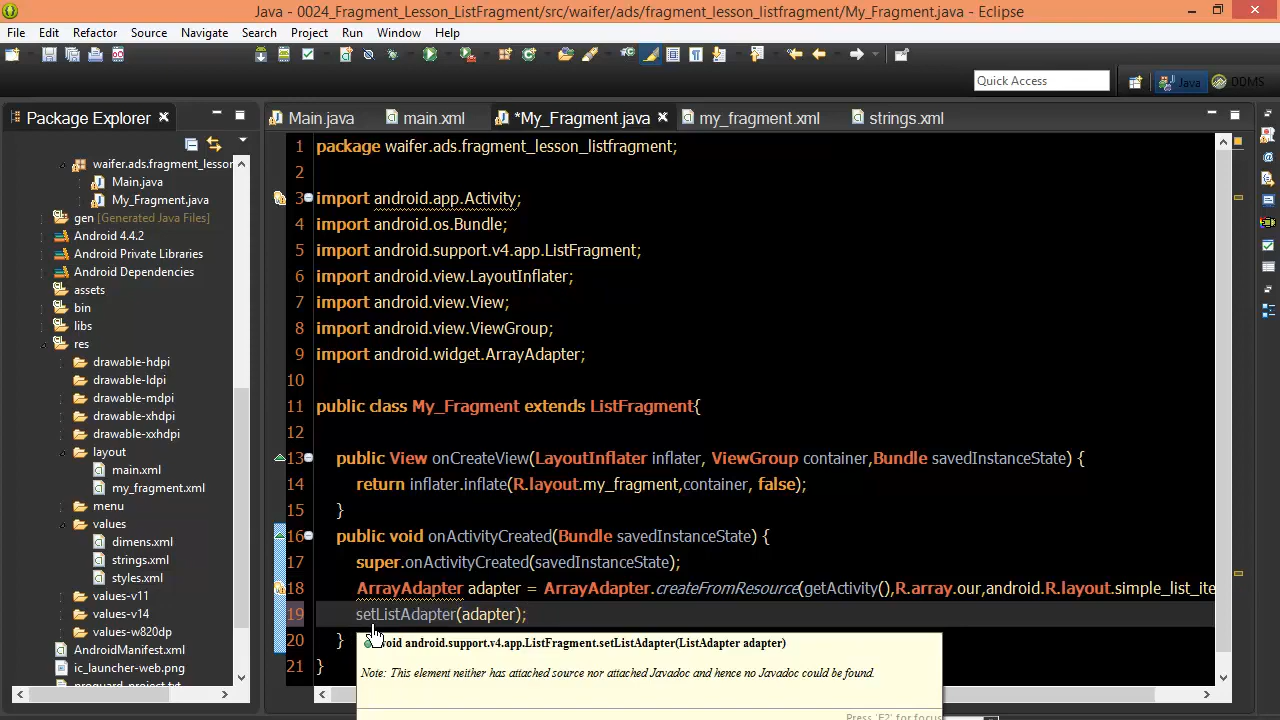 Java - 0024_Fragment_Lesson_ListFragment/src/waifer/ads/fragment_lesson_listfragment/My_Fragment.java - Eclipse
File Edit Refactor Source Navigate Search Project Run Window Help
Quick Access
Java
DDMS
Package Explorer
Main.java
main.xml
*My_Fragment.java
my_fragment.xml
strings.xml
waifer.ads.fragment_lesson
Main.java
My_Fragment.java
gen [Generated Java Files]
Android 4.4.2
Android Private Libraries
Android Dependencies
assets
bin
libs
res
drawable-hdpi
drawable-ldpi
drawable-mdpi
drawable-xhdpi
drawable-xxhdpi
layout
main.xml
my_fragment.xml
menu
values
dimens.xml
strings.xml
styles.xml
values-v11
values-v14
values-w820dp
AndroidManifest.xml
ic_launcher-web.png
proguard-project.txt
1 package waifer.ads.fragment_lesson_listfragment;
2
3 import android.app.Activity;
4 import android.os.Bundle;
5 import android.support.v4.app.ListFragment;
6 import android.view.LayoutInflater;
7 import android.view.View;
8 import android.view.ViewGroup;
9 import android.widget.ArrayAdapter;
10
11 public class My_Fragment extends ListFragment{
12
13 public View onCreateView(LayoutInflater inflater, ViewGroup container,Bundle savedInstanceState) {
14 return inflater.inflate(R.layout.my_fragment,container, false);
15 }
16 public void onActivityCreated(Bundle savedInstanceState) {
17 super.onActivityCreated(savedInstanceState);
18 ArrayAdapter adapter = ArrayAdapter.createFromResource(getActivity(),R.array.our,android.R.layout.simple_list_ite
19 setListAdapter(adapter);
20 }
21 }
void android.support.v4.app.ListFragment.setListAdapter(ListAdapter adapter)
Note: This element neither has attached source nor attached Javadoc and hence no Javadoc could be found.
Press 'F2' for focus